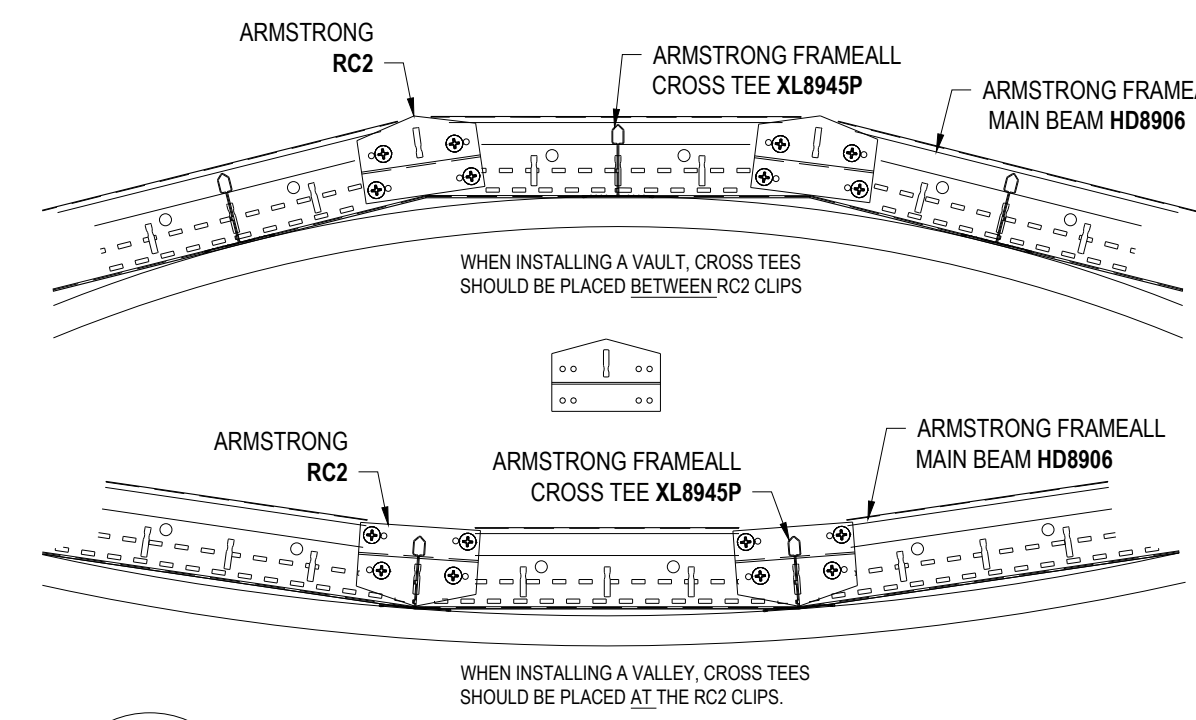 ARMSTRONG
RC2
ARMSTRONG FRAMEALL
CROSS TEE XL8945P
ARMSTRONG
MAIN BEAM HD8906
WHEN INSTALLING A VAULT, CROSS TEES
SHOULD BE PLACED BETWEEN RC2 CLIPS
ARMSTRONG
RC2
ARMSTRONG FRAMEALL
CROSS TEE XL8945P
ARMSTRONG FRAMEALL
MAIN BEAM HD8906
WHEN INSTALLING A VALLEY, CROSS TEES
SHOULD BE PLACED AT THE RC2 CLIPS.